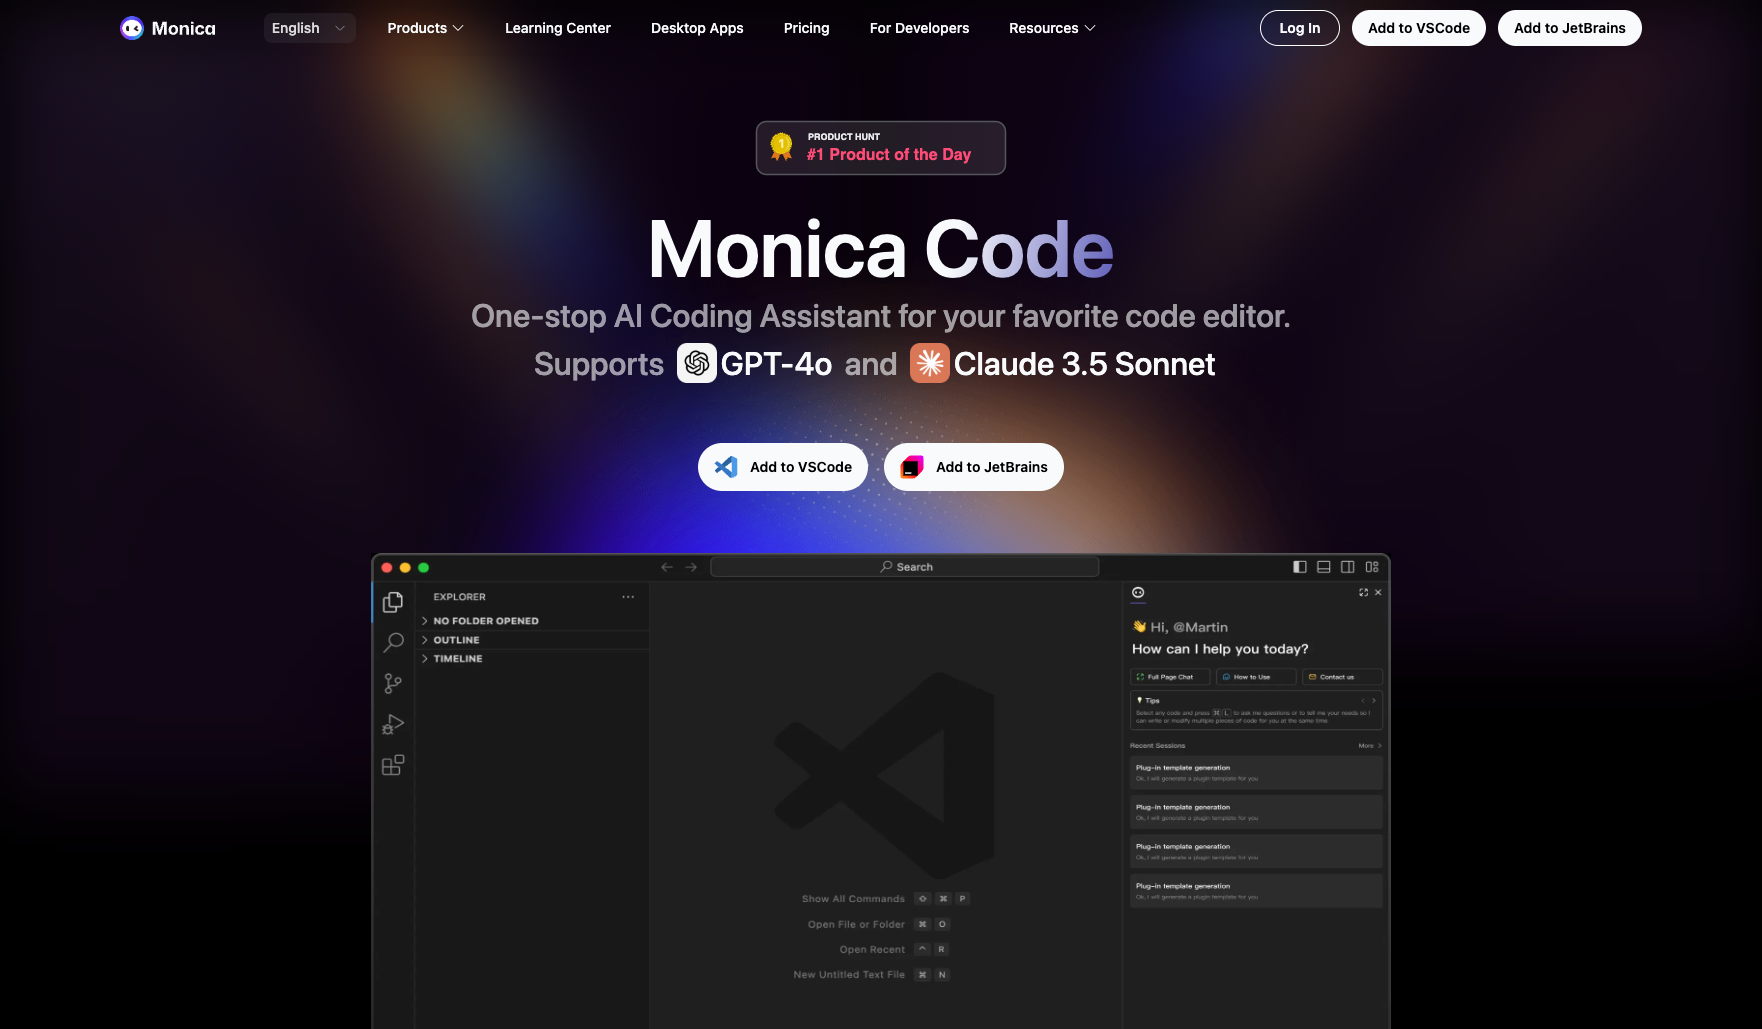 Monica
English
Products
Learning Center
Desktop Apps
Pricing
For Developers
Resources
Log In
Add to VSCode
Add to JetBrains
1
PRODUCT HUNT
#1 Product of the Day
Monica Code
One-stop AI Coding Assistant for your favorite code editor.
Supports GPT-4o and Claude 3.5 Sonnet
Add to VSCode
Add to JetBrains
Search
EXPLORER
NO FOLDER OPENED
OUTLINE
TIMELINE
Show All Commands ⇧ ⌘ P
Open File or Folder ⌘ O
Open Recent ^ R
New Untitled Text File ⌘ N
👋 Hi, @Martin
How can I help you today?
Full Page Chat
How to Use
Contact us
Tips
Select any code and press ⌘ L to ask me questions or to tell me your needs so I
can write or modify multiple pieces of code for you at the same time
Recent Sessions
More
Plug-in template generation
Ok, I will generate a plugin template for you
Plug-in template generation
Ok, I will generate a plugin template for you
Plug-in template generation
Ok, I will generate a plugin template for you
Plug-in template generation
Ok, I will generate a plugin template for you